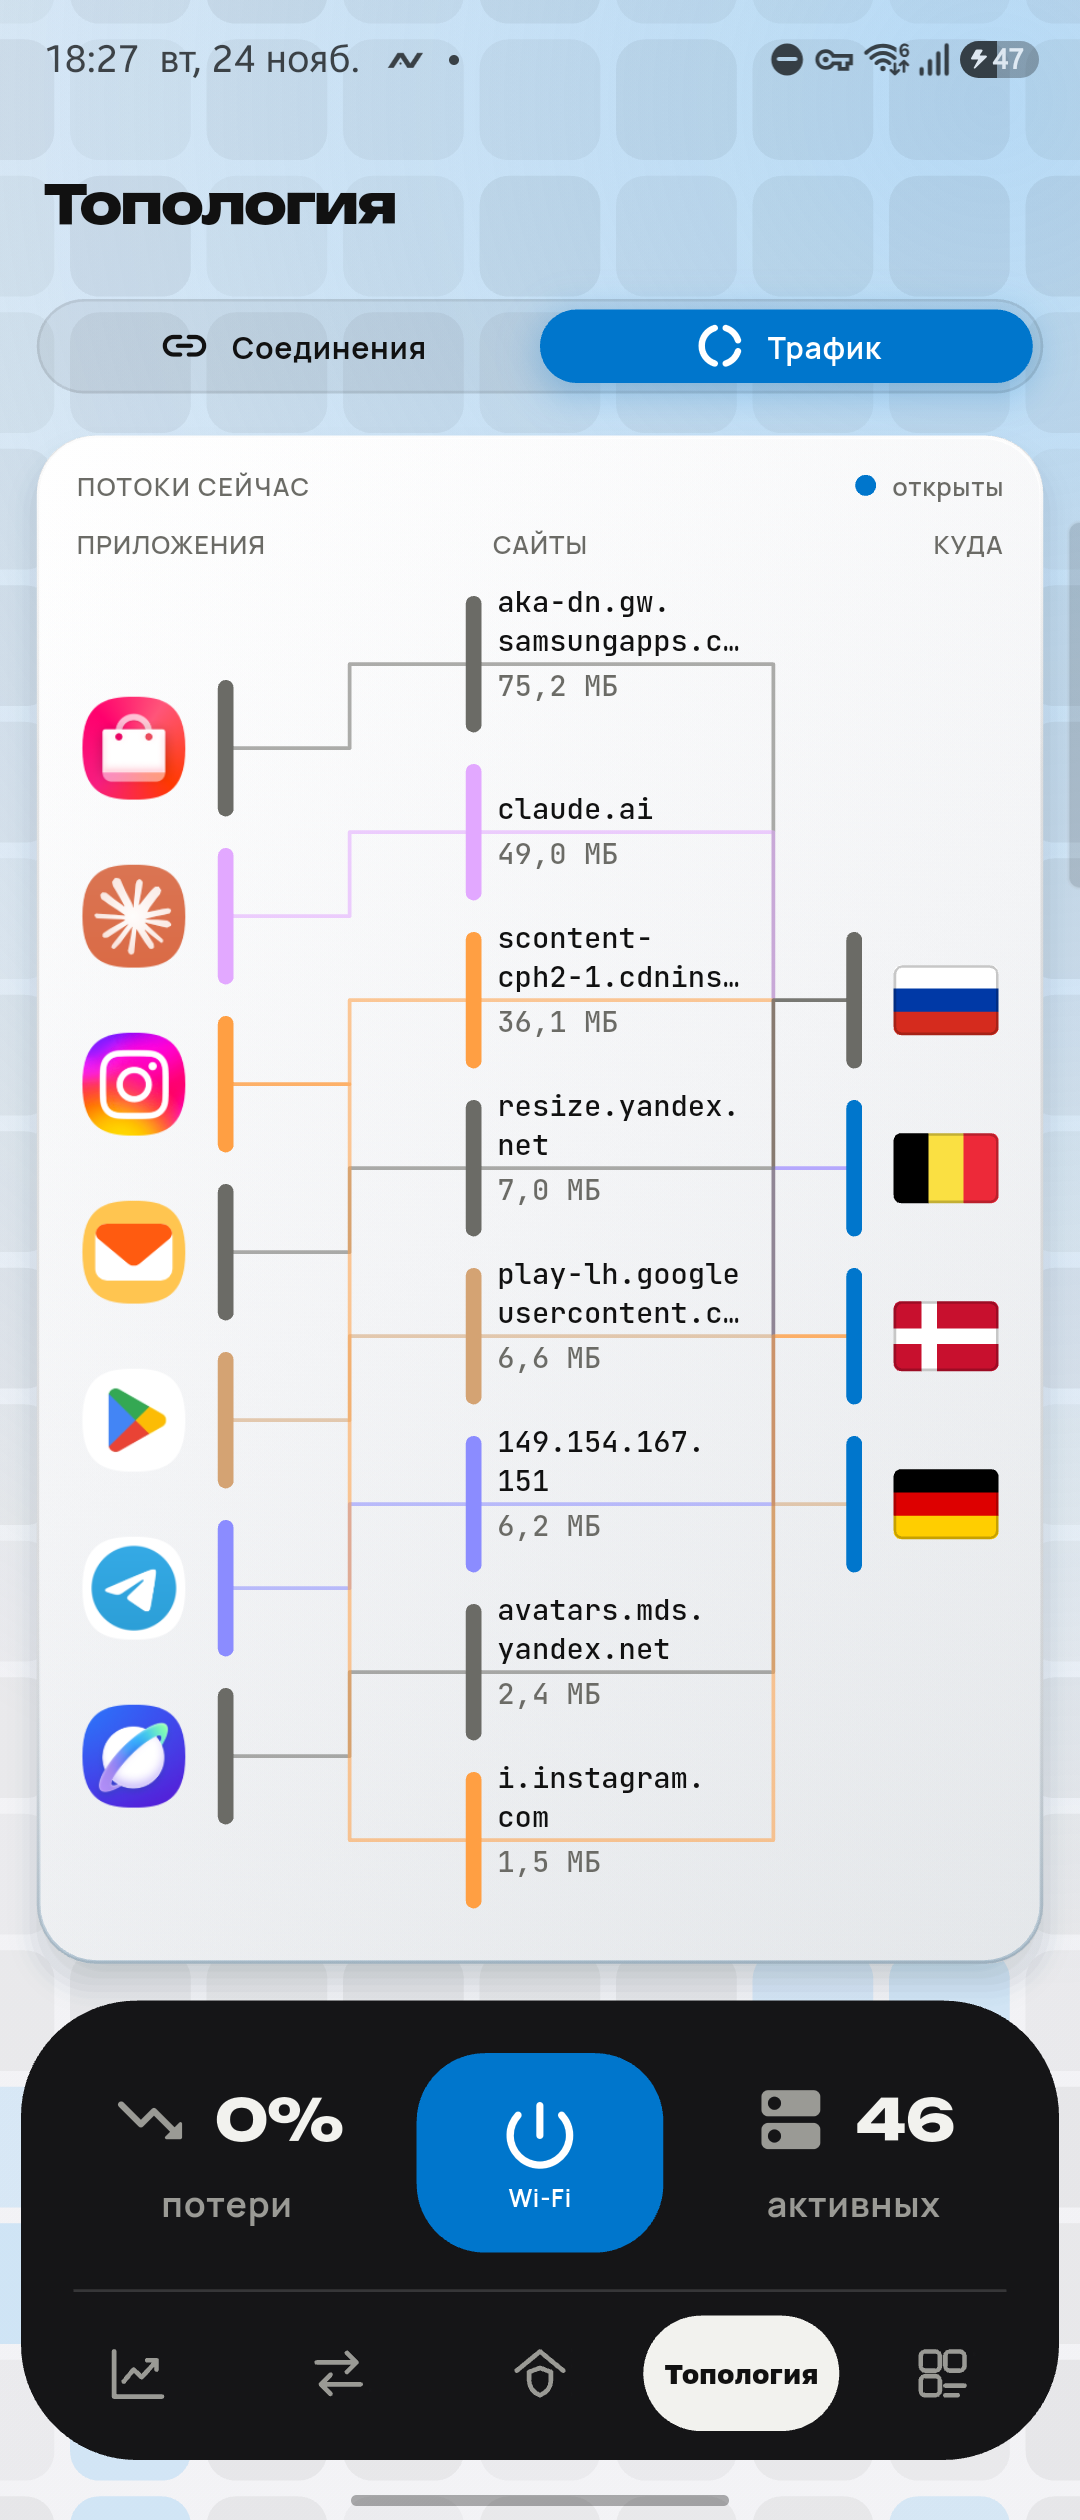 18:27 вт, 24 нояб.
6
47
Топология
Соединения
Трафик
ПОТОКИ СЕЙЧАС
открыты
ПРИЛОЖЕНИЯ
САЙТЫ
КУДА
aka-dn.gw.
samsungapps.c…
75,2 МБ
claude.ai
49,0 МБ
scontent-
cph2-1.cdnins…
36,1 МБ
resize.yandex.
net
7,0 МБ
play-lh.google
usercontent.c…
6,6 МБ
149.154.167.
151
6,2 МБ
avatars.mds.
yandex.net
2,4 МБ
i.instagram.
com
1,5 МБ
0%
потери
Wi-Fi
46
активных
Топология